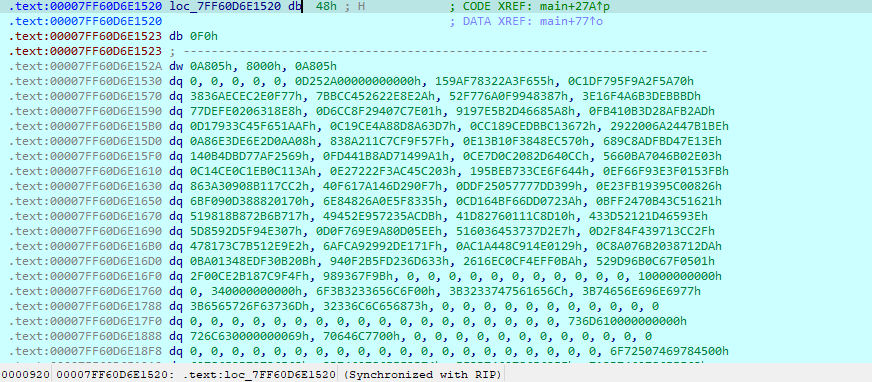 .text:00007FF60D6E1520 loc_7FF60D6E1520 db 48h ; H ; CODE XREF: main+27A↑p
.text:00007FF60D6E1520 ; DATA XREF: main+77↑o
.text:00007FF60D6E1523 db 0F0h
.text:00007FF60D6E1523 ; ---------------------------------------------------------------------------
.text:00007FF60D6E152A dw 0A805h, 8000h, 0A805h
.text:00007FF60D6E1530 dq 0, 0, 0, 0, 0, 0D252A00000000000h, 159AF78322A3F655h, 0C1DF795F9A2F5A70h
.text:00007FF60D6E1570 dq 3836AECEC2E0F77h, 7BBCC452622E8E2Ah, 52F776A0F9948387h, 3E16F4A6B3DEBBBDh
.text:00007FF60D6E1590 dq 77DEFE0206318E8h, 0D6CC8F29407C7E01h, 9197E5B2D46685A8h, 0FB410B3D28AFB2ADh
.text:00007FF60D6E15B0 dq 0D17933C45F651AAFh, 0C19CE4A88D8A63D7h, 0CC189CEDBBC13672h, 2922006A2447B1BEh
.text:00007FF60D6E15D0 dq 0A86E3DE6E2D0AA08h, 838A211C7CF9F57Fh, 0E13B10F3848EC570h, 689C8ADFBD47E13Eh
.text:00007FF60D6E15F0 dq 140B4DBD77AF2569h, 0FD441B8AD71499A1h, 0CE7D0C2082D640CCh, 5660BA7046B02E03h
.text:00007FF60D6E1610 dq 0C14CE0C1EB0C113Ah, 0E27222F3AC45C203h, 195BEB733CE6F644h, 0EF66F93E3F0153FBh
.text:00007FF60D6E1630 dq 863A30908B117CC2h, 40F617A146D290F7h, 0DDF25057777DD399h, 0E23FB19395C00826h
.text:00007FF60D6E1650 dq 6BF090D388820170h, 6E84826A0E5F8335h, 0CD164BF66DD0723Ah, 0BFF2470B43C51621h
.text:00007FF60D6E1670 dq 519818B872B6B717h, 49452E957235ACDBh, 41D82760111C8D10h, 433D52121D46593Eh
.text:00007FF60D6E1690 dq 5D8592D5F94E307h, 0D0F769E9A80D05EEh, 516036453737D2E7h, 0D2F84F439713CC2Fh
.text:00007FF60D6E16B0 dq 478173C7B512E9E2h, 6AFCA92992DE171Fh, 0AC1A448C914E0129h, 0C8A076B2038712DAh
.text:00007FF60D6E16D0 dq 0BA01348EDF30B20Bh, 940F2B5FD236D633h, 2616EC0CF4EFF0BAh, 529D96B0C67F0501h
.text:00007FF60D6E16F0 dq 2F00CE2B187C9F4Fh, 989367F9Bh, 0, 0, 0, 0, 0, 0, 0, 0, 0, 0, 10000000000h
.text:00007FF60D6E1760 dq 0, 340000000000h, 6F3B3233656C6F00h, 3B3233747561656Ch, 3B74656E696E6977h
.text:00007FF60D6E1788 dq 3B6565726F63736Dh, 32336C6C656873h, 0, 0, 0, 0, 0, 0, 0, 0, 0, 0
.text:00007FF60D6E17F0 dq 0, 0, 0, 0, 0, 0, 0, 0, 0, 0, 0, 0, 0, 0, 0, 0, 0, 0, 736D610000000000h
.text:00007FF60D6E1888 dq 726C630000000069h, 70646C7700h, 0, 0, 0, 0, 0, 0, 0, 0, 0, 0
.text:00007FF60D6E18F8 dq 0, 0, 0, 0, 0, 0, 0, 0, 0, 0, 0, 0, 0, 0, 0, 0, 6F72507469784500h
0000920 00007FF60D6E1520: .text:loc_7FF60D6E1520 (Synchronized with RIP)